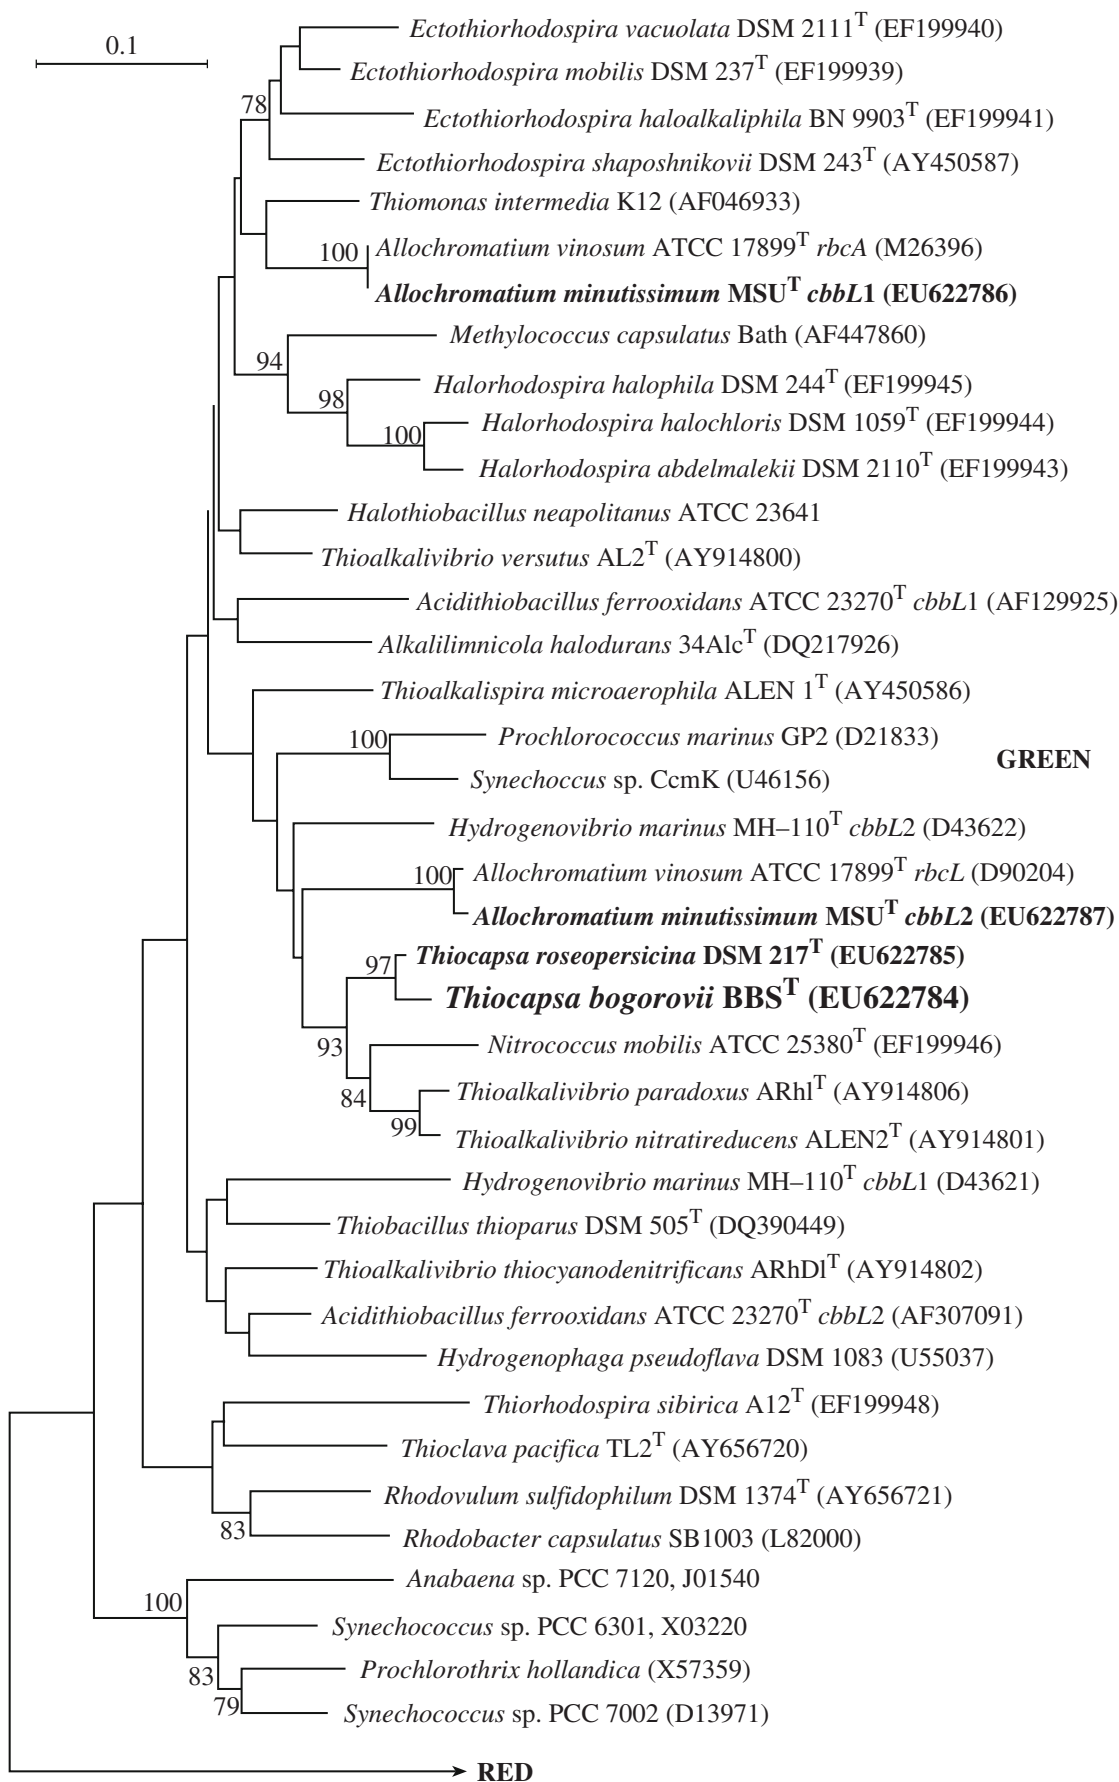 Ectothiorhodospira vacuolata DSM 2111T (EF199940)
0.1
Ectothiorhodospira mobilis DSM 237T (EF199939)
78
Ectothiorhodospira haloalkaliphila BN 9903T (EF199941)
Ectothiorhodospira shaposhnikovii DSM 243T (AY450587)
Thiomonas intermedia K12 (AF046933)
100
Allochromatium vinosum ATCC 17899T rbcA (M26396)
Allochromatium minutissimum MSUT cbbL1 (EU622786)
Methylococcus capsulatus Bath (AF447860)
94
Halorhodospira halophila DSM 244T (EF199945)
98
Halorhodospira halochloris DSM 1059T (EF199944)
100
Halorhodospira abdelmalekii DSM 2110T (EF199943)
Halothiobacillus neapolitanus ATCC 23641
Thioalkalivibrio versutus AL2T (AY914800)
Acidithiobacillus ferrooxidans ATCC 23270T cbbL1 (AF129925)
Alkalilimnicola halodurans 34AlcT (DQ217926)
Thioalkalispira microaerophila ALEN 1T (AY450586)
100
Prochlorococcus marinus GP2 (D21833)
GREEN
Synechoccus sp. CcmK (U46156)
Hydrogenovibrio marinus MH–110T cbbL2 (D43622)
100
Allochromatium vinosum ATCC 17899T rbcL (D90204)
Allochromatium minutissimum MSUT cbbL2 (EU622787)
97
Thiocapsa roseopersicina DSM 217T (EU622785)
Thiocapsa bogorovii BBST (EU622784)
93
Nitrococcus mobilis ATCC 25380T (EF199946)
84
Thioalkalivibrio paradoxus ARhlT (AY914806)
99
Thioalkalivibrio nitratireducens ALEN2T (AY914801)
Hydrogenovibrio marinus MH–110T cbbL1 (D43621)
Thiobacillus thioparus DSM 505T (DQ390449)
Thioalkalivibrio thiocyanodenitrificans ARhDlT (AY914802)
Acidithiobacillus ferrooxidans ATCC 23270T cbbL2 (AF307091)
Hydrogenophaga pseudoflava DSM 1083 (U55037)
Thiorhodospira sibirica A12T (EF199948)
Thioclava pacifica TL2T (AY656720)
Rhodovulum sulfidophilum DSM 1374T (AY656721)
83
Rhodobacter capsulatus SB1003 (L82000)
Anabaena sp. PCC 7120, J01540
100
Synechococcus sp. PCC 6301, X03220
83
Prochlorothrix hollandica (X57359)
79
Synechococcus sp. PCC 7002 (D13971)
RED